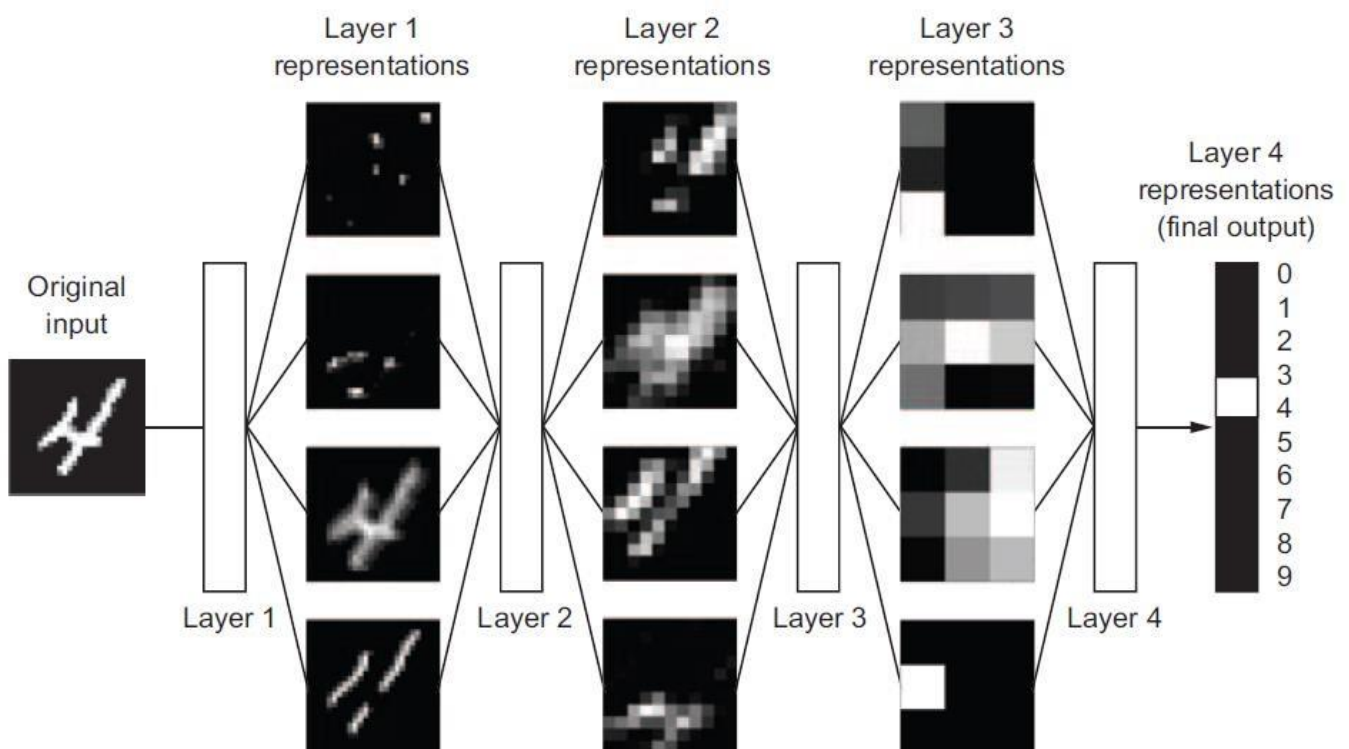 Layer 1
representations
Layer 2
representations
Layer 3
representations
Layer 4
representations
(final output)
Original
input
0
1
2
3
4
5
6
7
8
9
Layer 1
Layer 2
Layer 3
Layer 4